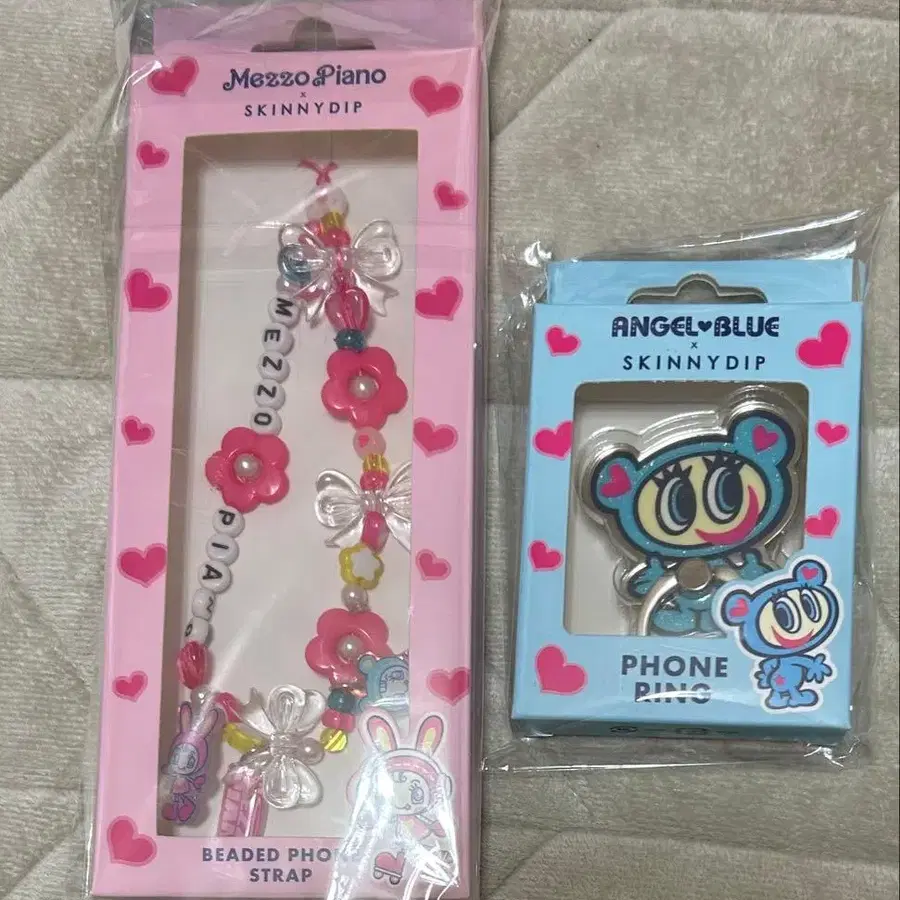 Mezzo Piano
x
SKINNYDIP
MEZZO
PIANO
BEADED PHONE
STRAP
ANGEL♥BLUE
x
SKINNYDIP
PHONE
RING